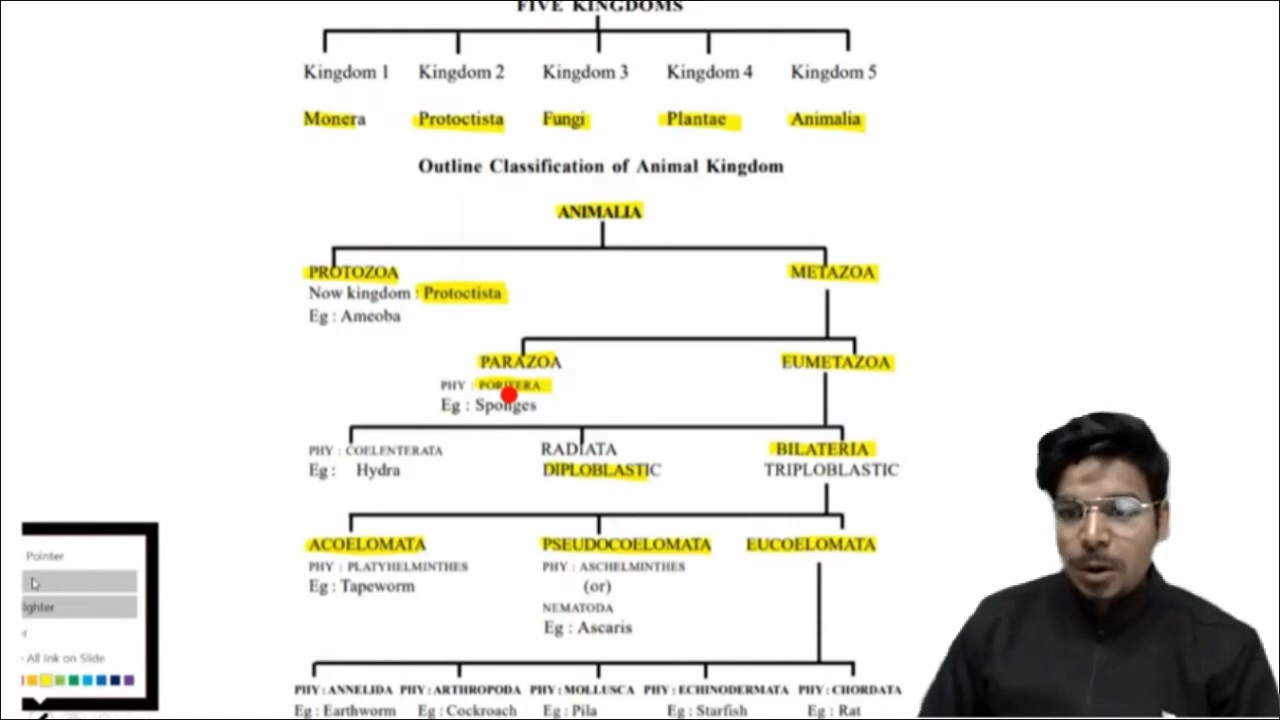 FIVE KINGDOMS
Kingdom 1 Kingdom 2 Kingdom 3 Kingdom 4 Kingdom 5
Monera Protoctista Fungi Plantae Animalia
Outline Classification of Animal Kingdom
ANIMALIA
PROTOZOA METAZOA
Now kingdom : Protoctista
Eg : Ameoba
PARAZOA EUMETAZOA
PHY : PORIFERA
Eg : Sponges
PHY : COELENTERATA RADIATA BILATERIA
Eg : Hydra DIPLOBLASTIC TRIPLOBLASTIC
ACOELOMATA PSEUDOCOELOMATA EUCOELOMATA
PHY : PLATYHELMINTHES PHY : ASCHELMINTHES
Eg : Tapeworm (or)
NEMATODA
Eg : Ascaris
PHY : ANNELIDA PHY : ARTHROPODA PHY : MOLLUSCA PHY : ECHINODERMATA PHY : CHORDATA
Eg : Earthworm Eg : Cockroach Eg : Pila Eg : Starfish Eg : Rat
Pointer
ighter
r
All Ink on Slide